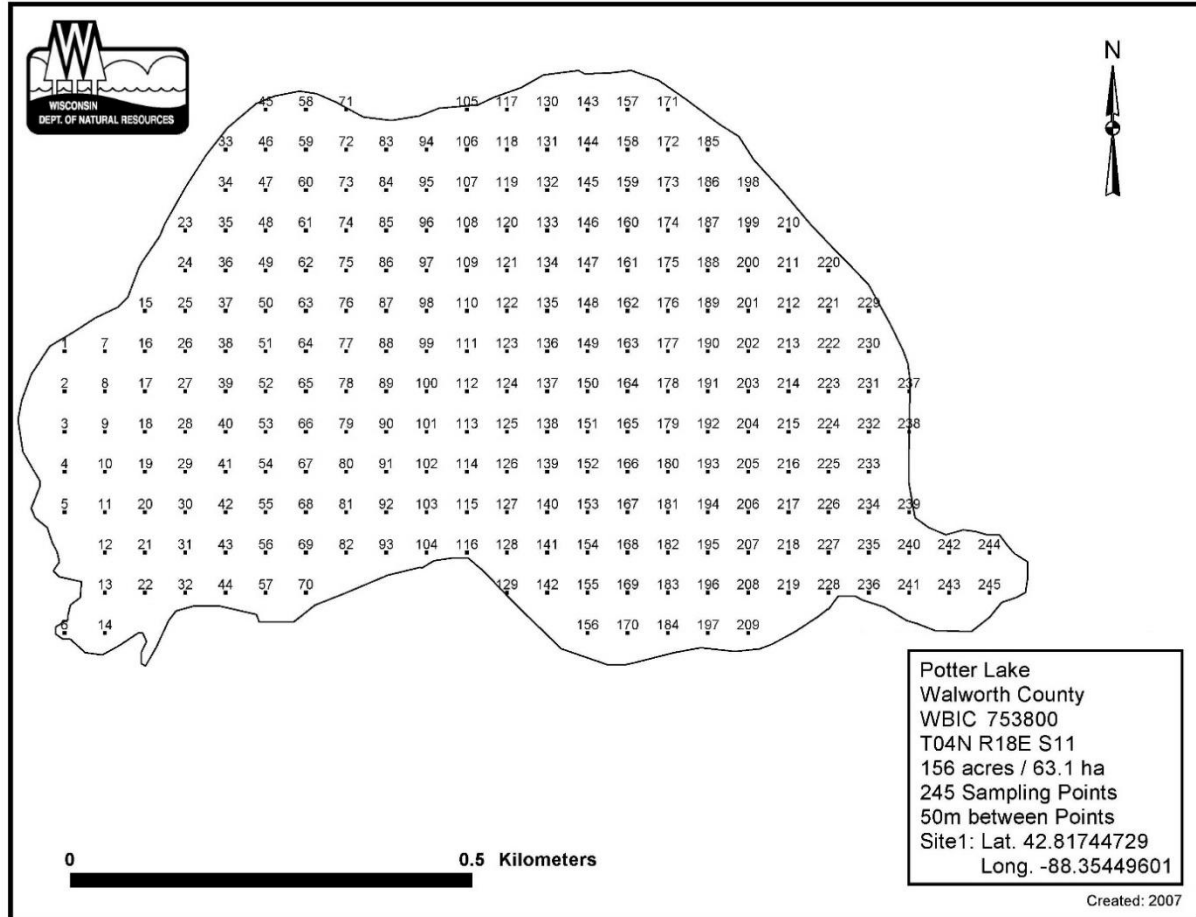 W
WISCONSIN
DEPT. OF NATURAL RESOURCES
N
45 58 71 105 117 130 143 157 171
33 46 59 72 83 94 106 118 131 144 158 172 185
34 47 60 73 84 95 107 119 132 145 159 173 186 198
23 35 48 61 74 85 96 108 120 133 146 160 174 187 199 210
24 36 49 62 75 86 97 109 121 134 147 161 175 188 200 211 220
15 25 37 50 63 76 87 98 110 122 135 148 162 176 189 201 212 221 229
1 7 16 26 38 51 64 77 88 99 111 123 136 149 163 177 190 202 213 222 230
2 8 17 27 39 52 65 78 89 100 112 124 137 150 164 178 191 203 214 223 231 237
3 9 18 28 40 53 66 79 90 101 113 125 138 151 165 179 192 204 215 224 232 238
4 10 19 29 41 54 67 80 91 102 114 126 139 152 166 180 193 205 216 225 233
5 11 20 30 42 55 68 81 92 103 115 127 140 153 167 181 194 206 217 226 234 239
12 21 31 43 56 69 82 93 104 116 128 141 154 168 182 195 207 218 227 235 240 242 244
13 22 32 44 57 70 129 142 155 169 183 196 208 219 228 236 241 243 245
6 14 156 170 184 197 209
Potter Lake
Walworth County
WBIC 753800
T04N R18E S11
156 acres / 63.1 ha
245 Sampling Points
50m between Points
Site1: Lat. 42.81744729
Long. -88.35449601
0 0.5 Kilometers
Created: 2007